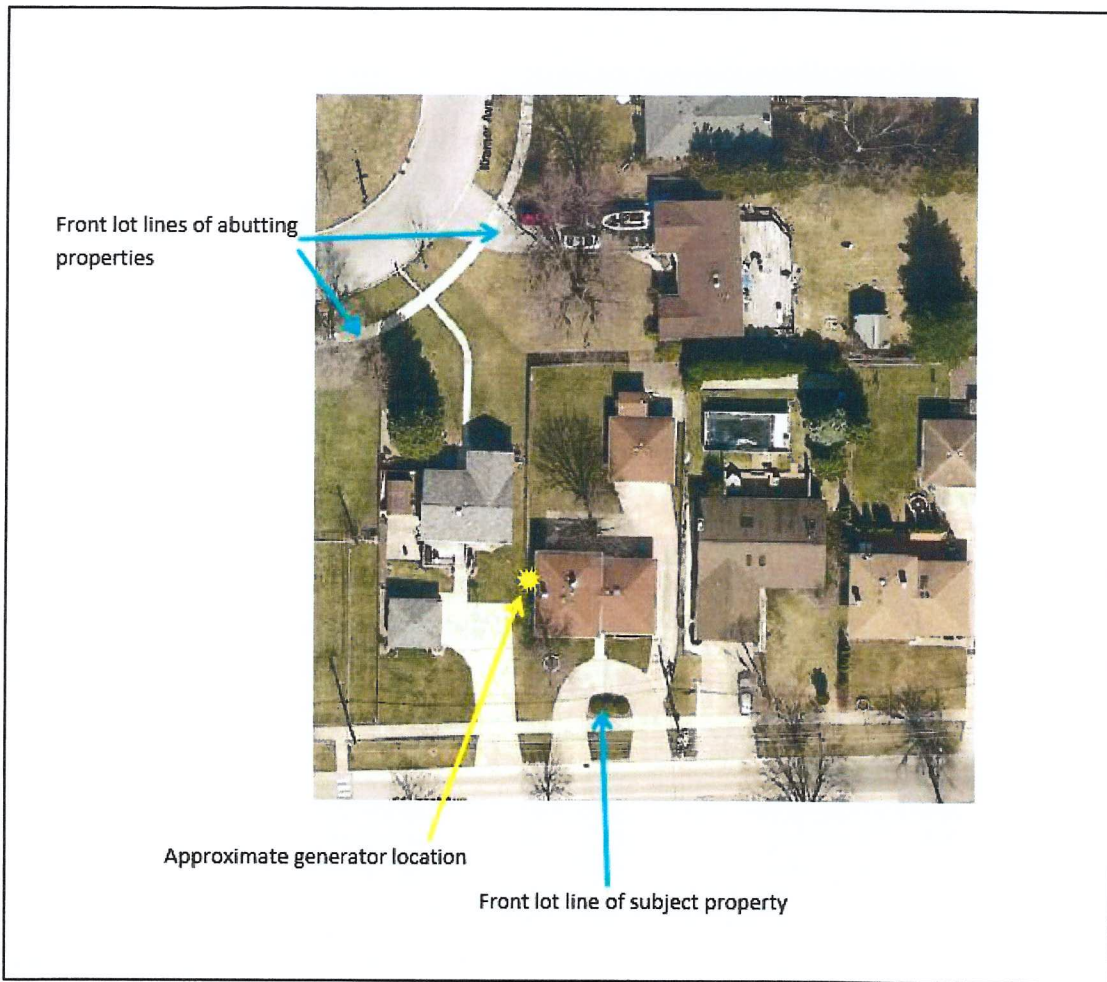 Kramer Ave
Front lot lines of abutting
properties
Approximate generator location
Front lot line of subject property